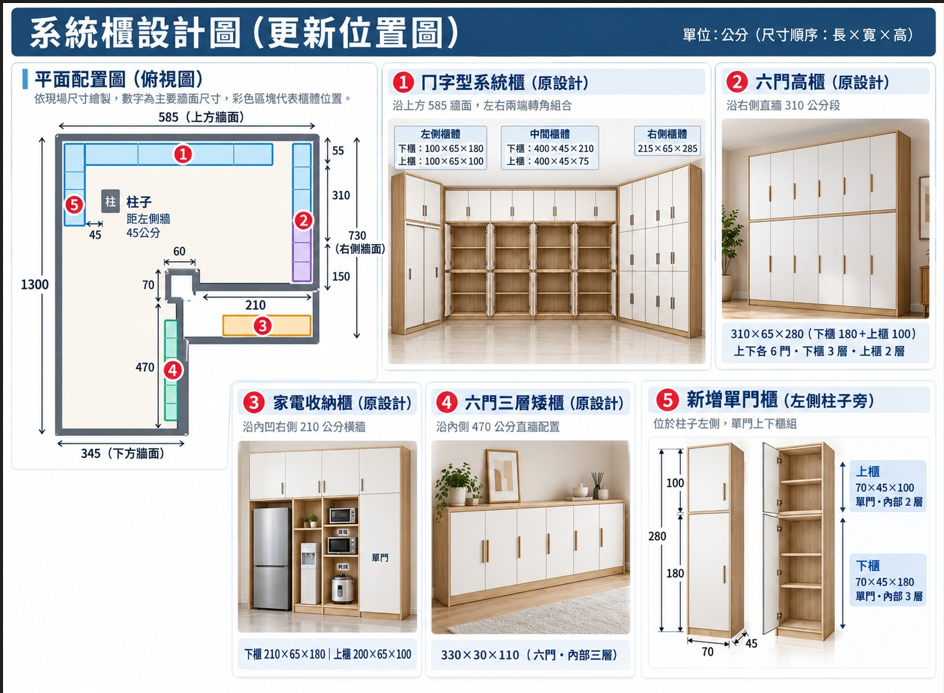 系統櫃設計圖（更新位置圖）
單位：公分（尺寸順序：長×寬×高）
平面配置圖（俯視圖）
依現場尺寸繪製，數字為主要牆面尺寸，彩色區塊代表櫃體位置。
585（上方牆面）
1
55
5
柱
柱子
距左側牆
45公分
45
2
310
730
（右側牆面）
60
70
150
1300
210
3
470
4
345（下方牆面）
1 冂字型系統櫃（原設計）
沿上方 585 牆面，左右兩端轉角組合
左側櫃體
下櫃：100×65×180
上櫃：100×65×100
中間櫃體
下櫃：400×45×210
上櫃：400×45×75
右側櫃體
215×65×285
2 六門高櫃（原設計）
沿右側直牆 310 公分段
310×65×280（下櫃 180＋上櫃 100）
上下各 6 門・下櫃 3 層・上櫃 2 層
3 家電收納櫃（原設計）
沿內凹右側 210 公分橫牆
單門
下櫃 210×65×180｜上櫃 200×65×100
4 六門三層矮櫃（原設計）
沿內側 470 公分直牆配置
330×30×110（六門・內部三層）
5 新增單門櫃（左側柱子旁）
位於柱子左側，單門上下櫃組
100
280
180
70
45
上櫃
70×45×100
單門・內部 2 層
下櫃
70×45×180
單門・內部 3 層